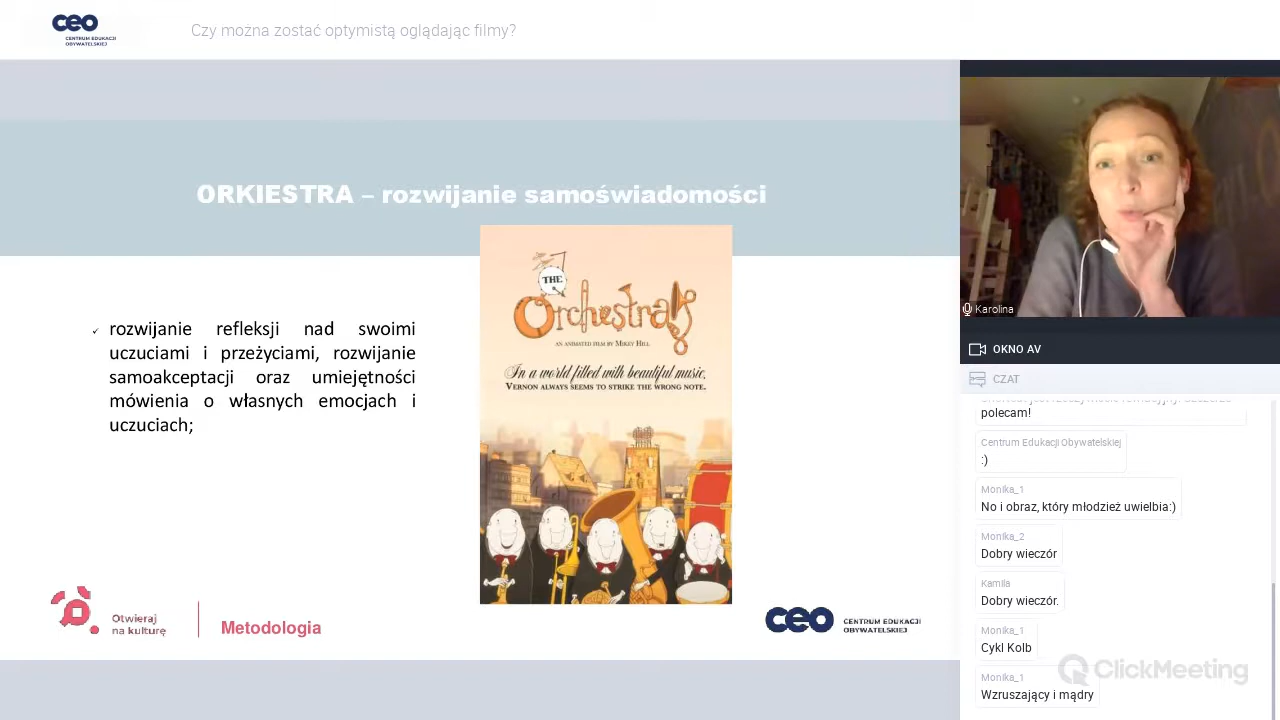 ceo
CENTRUM EDUKACJI
OBYWATELSKIEJ
Czy można zostać optymistą oglądając filmy?
ORKIESTRA – rozwijanie samoświadomości
✓ rozwijanie refleksji nad swoimi
uczuciami i przeżyciami, rozwijanie
samoakceptacji oraz umiejętności
mówienia o własnych emocjach i
uczuciach;
THE
Orchestra
AN ANIMATED FILM BY MIKEY HILL
In a world filled with beautiful music,
VERNON ALWAYS SEEMS TO STRIKE THE WRONG NOTE.
Otwieraj
na kulturę
Metodologia
ceo
CENTRUM EDUKACJI
OBYWATELSKIEJ
Karolina
OKNO AV
CZAT
polecam!
Centrum Edukacji Obywatelskiej
:)
Monika_1
No i obraz, który młodzież uwielbia:)
Monika_2
Dobry wieczór
Kamila
Dobry wieczór.
Monika_1
Cykl Kolb
Monika_1
Wzruszający i mądry
ClickMeeting